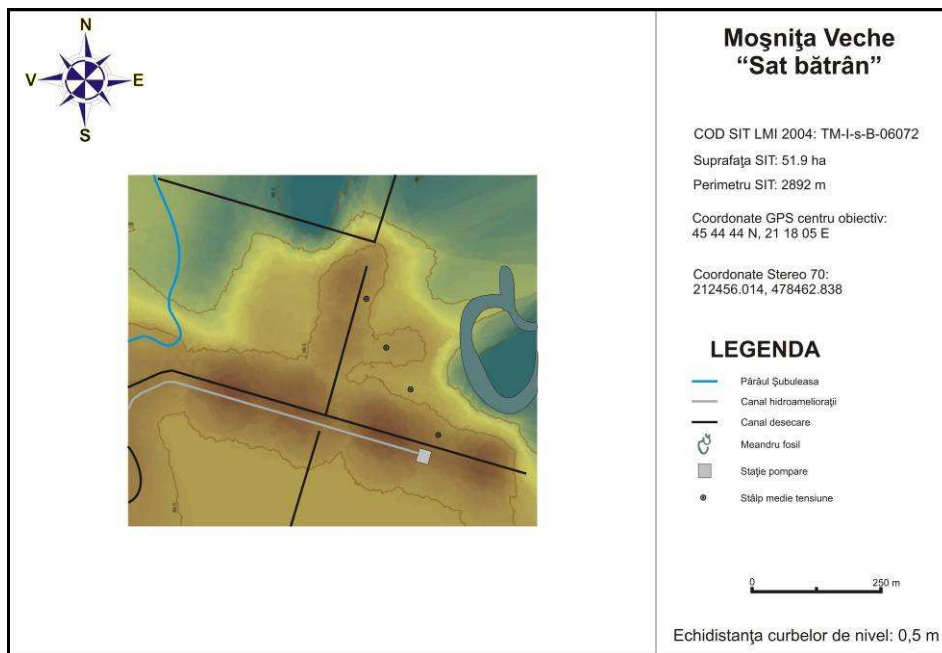 N
V
E
S
Moşniţa Veche
“Sat bătrân”
COD SIT LMI 2004: TM-I-s-B-06072
Suprafaţa SIT: 51.9 ha
Perimetru SIT: 2892 m
Coordonate GPS centru obiectiv:
45 44 44 N, 21 18 05 E
Coordonate Stereo 70:
212456.014, 478462.838
LEGENDA
Pârâul Şubuleasa
Canal hidroamelioraţii
Canal desecare
Meandru fosil
Staţie pompare
Stâlp medie tensiune
0
250 m
Echidistanţa curbelor de nivel: 0,5 m